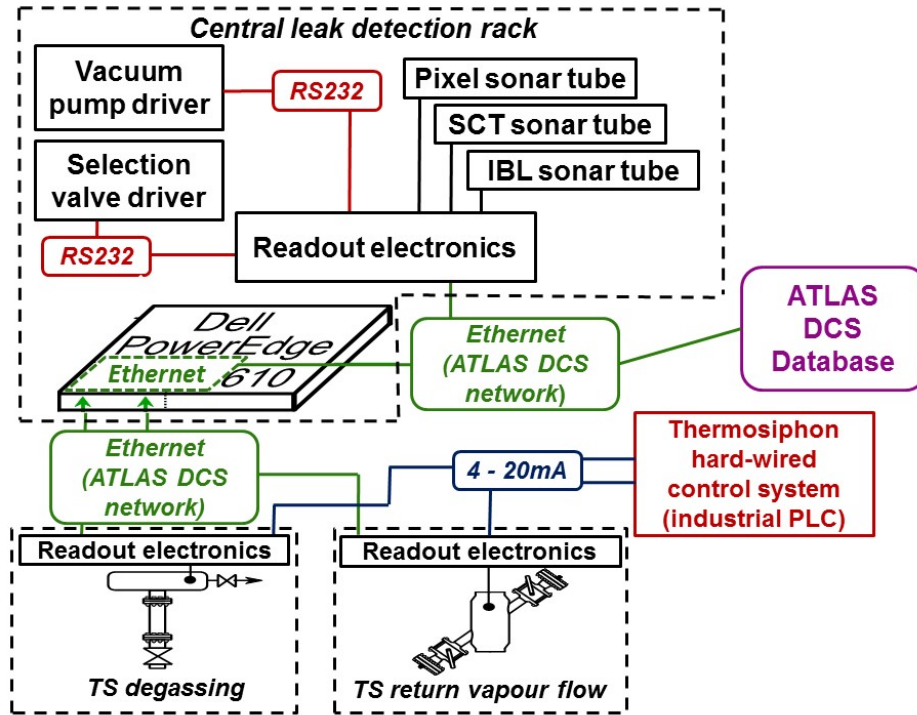 Central leak detection rack
Vacuum
pump driver
RS232
Pixel sonar tube
SCT sonar tube
IBL sonar tube
Selection
valve driver
RS232
Readout electronics
Dell
PowerEdge
610
Ethernet
Ethernet
(ATLAS DCS
network)
ATLAS
DCS
Database
Ethernet
(ATLAS DCS
network)
4 - 20mA
Thermosiphon
hard-wired
control system
(industrial PLC)
Readout electronics
Readout electronics
TS degassing
TS return vapour flow